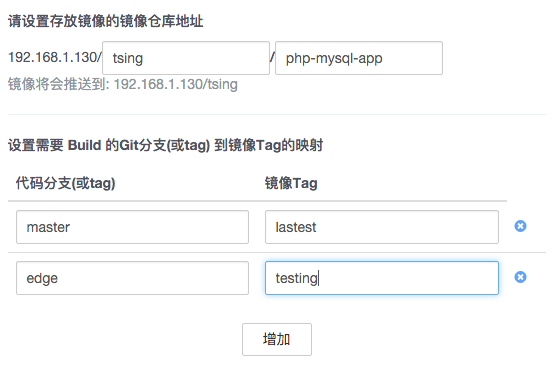 请设置存放镜像的镜像仓库地址
192.168.1.130/ tsing / php-mysql-app
镜像将会推送到: 192.168.1.130/tsing
设置需要 Build 的Git分支(或tag) 到镜像Tag的映射
代码分支(或tag) 镜像Tag
master lastest
edge testing
增加